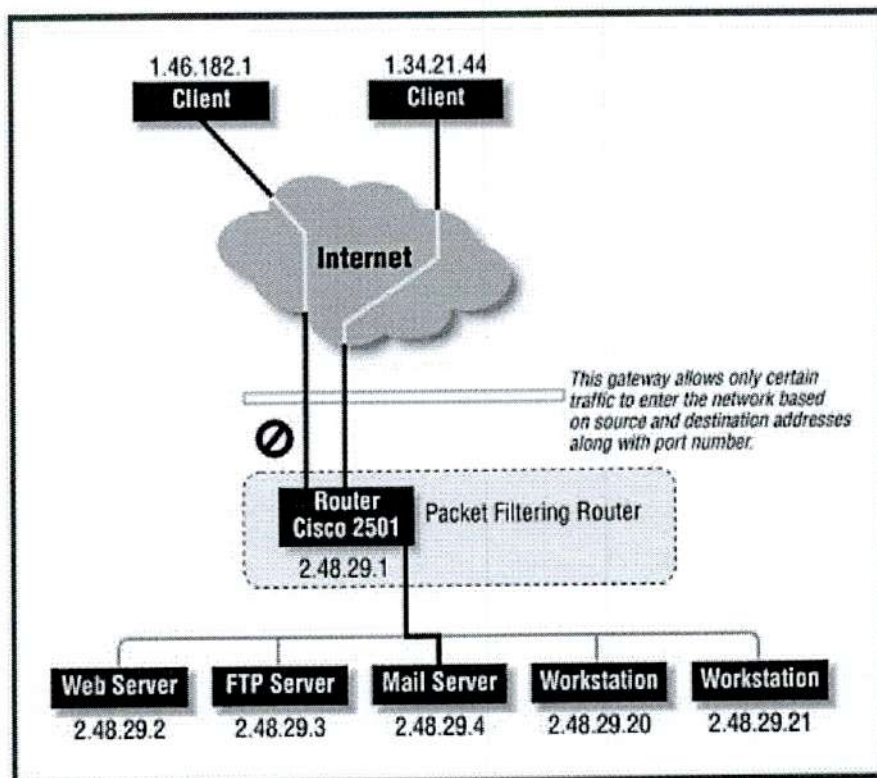 1.46.182.1
Client
1.34.21.44
Client
Internet
This gateway allows only certain
traffic to enter the network based
on source and destination addresses
along with port number.
Router
Cisco 2501
Packet Filtering Router
2.48.29.1
Web Server
FTP Server
Mail Server
Workstation
Workstation
2.48.29.2
2.48.29.3
2.48.29.4
2.48.29.20
2.48.29.21